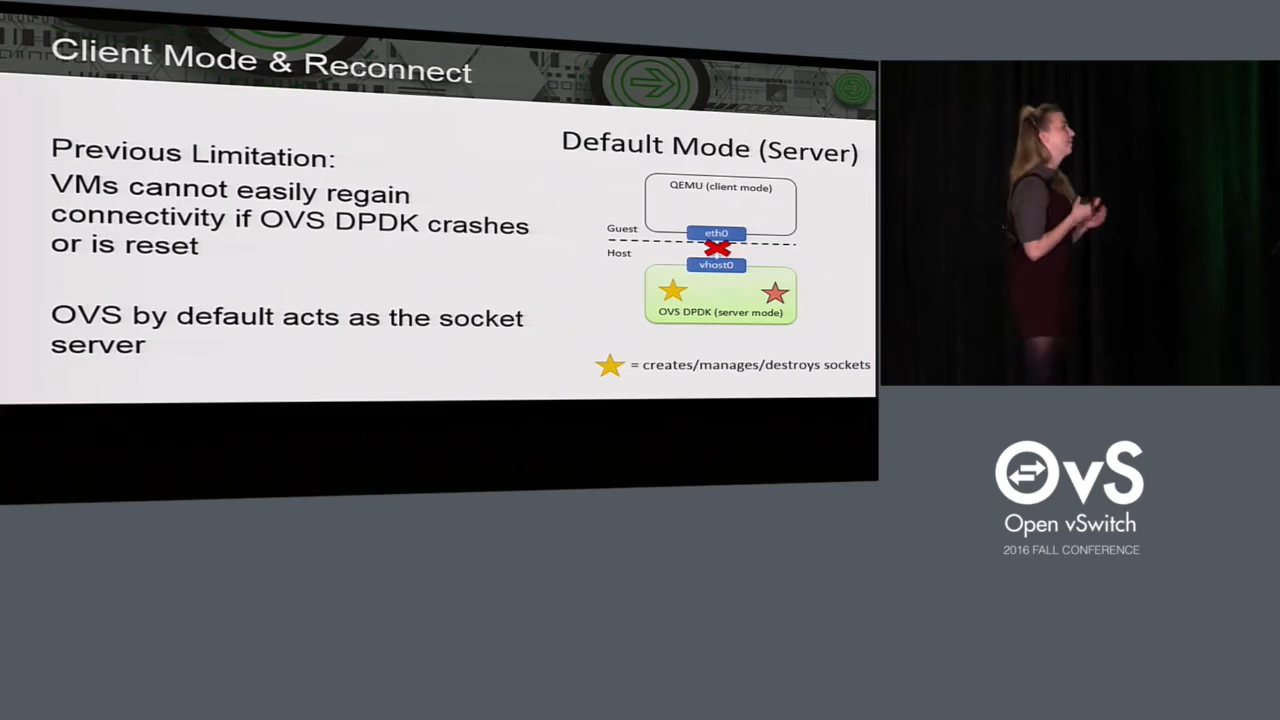 Client Mode & Reconnect
Previous Limitation:
VMs cannot easily regain
connectivity if OVS DPDK crashes
or is reset
OVS by default acts as the socket
server
Default Mode (Server)
QEMU (client mode)
Guest
eth0
Host
vhost0
OVS DPDK (server mode)
= creates/manages/destroys sockets
OvS
Open vSwitch
2016 FALL CONFERENCE